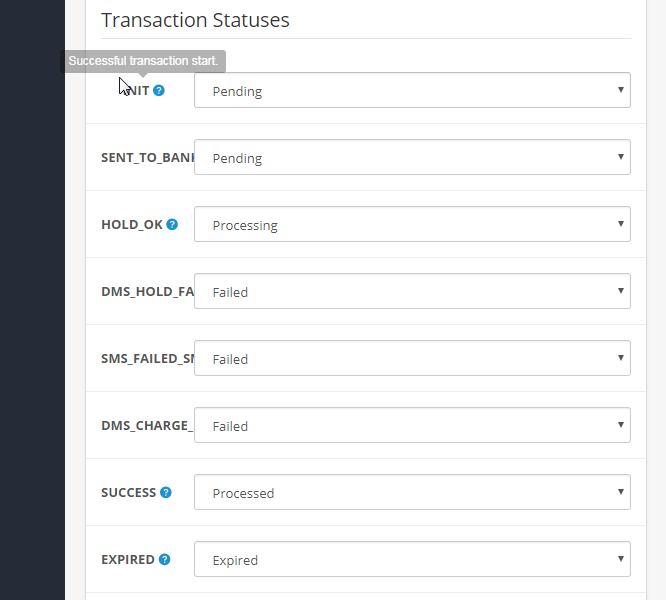 Transaction Statuses
Successful transaction start.
INIT ? Pending
SENT_TO_BAN Pending
HOLD_OK ? Processing
DMS_HOLD_FA Failed
SMS_FAILED_S Failed
DMS_CHARGE_ Failed
SUCCESS ? Processed
EXPIRED ? Expired